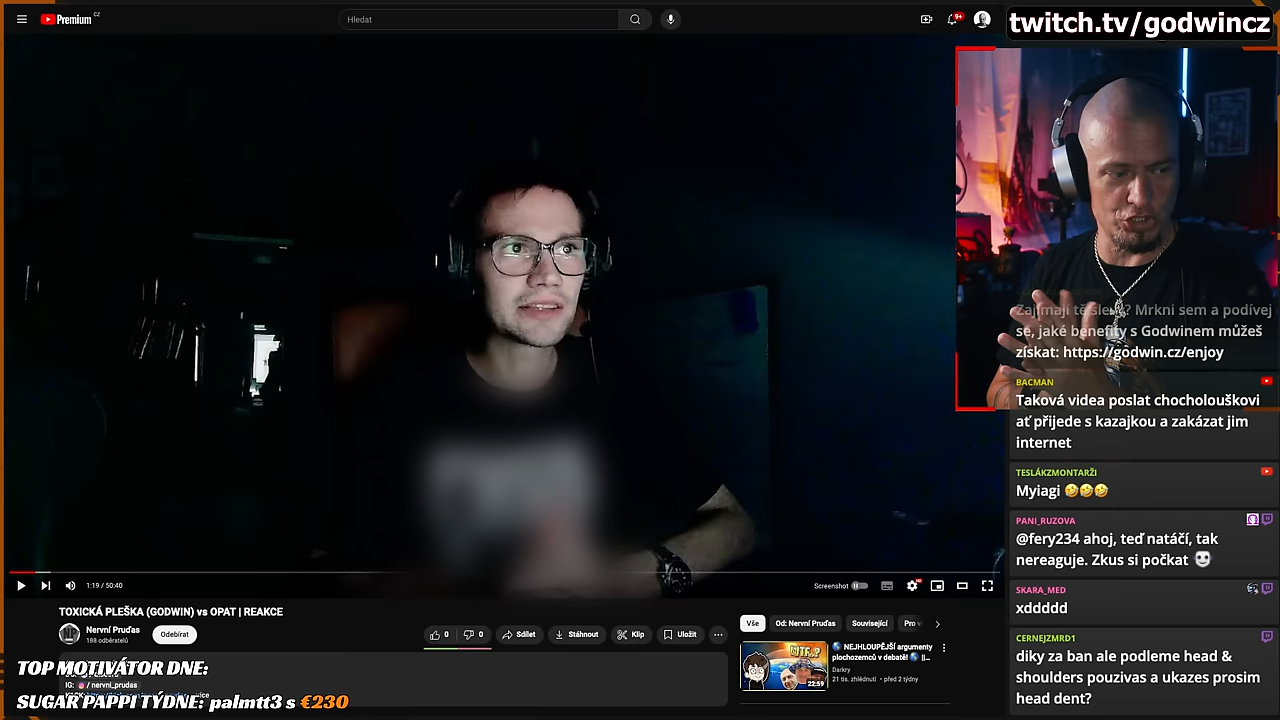 Premium CZ
Hledat
9+
twitch.tv/godwincz
Zajímají tě slevy? Mrkni sem a podívej
se, jaké benefity s Godwinem můžeš
získat: https://godwin.cz/enjoy
BACMAN
Taková videa poslat chocholouškovi
ať přijede s kazajkou a zakázat jim
internet
TESLÁKZMONTARŽI
Myiagi 🤣🤣🤣
PANI_RUZOVA
@fery234 ahoj, teď natáčí, tak
nereaguje. Zkus si počkat
SKARA_MED
xddddd
CERNEJZMRD1
diky za ban ale podleme head &
shoulders pouzivas a ukazes prosim
head dent?
1:19 / 50:40
Screenshot
TOXICKÁ PLEŠKA (GODWIN) vs OPAT | REAKCE
Nervní Pruďas
188 odběratelů
Odebírat
0
0
Sdílet
Stáhnout
Klip
Uložit
Vše
Od: Nervní Pruďas
Související
Pro v
WTF..?
22:59
🌎 NEJHLOUPĚJŠÍ argumenty
plochozemců v debatě! 🌎 ||...
Darkry
21 tis. zhlédnutí • před 2 týdny
TOP MOTIVÁTOR DNE:
IG: / nervni_prudas
SUGAR PAPPI TÝDNE: palmtt3 s €230